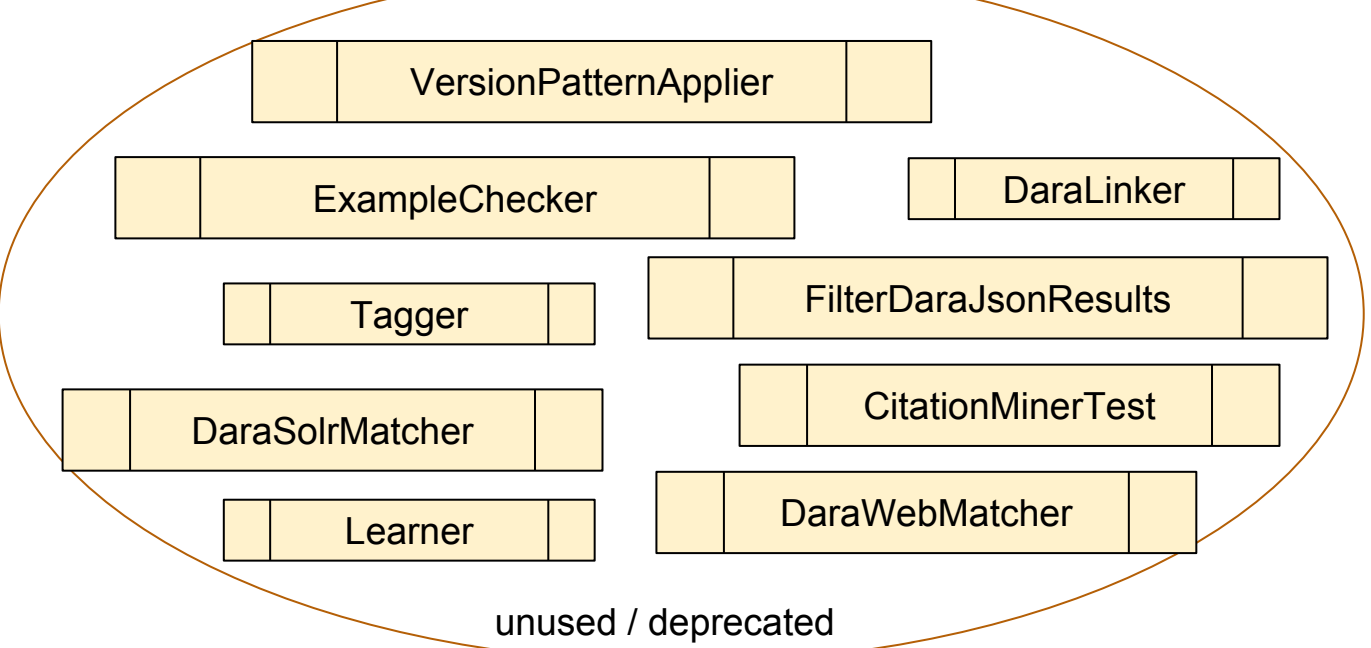 VersionPatternApplier
ExampleChecker
DaraLinker
FilterDaraJsonResults
Tagger
CitationMinerTest
DaraSolrMatcher
DaraWebMatcher
Learner
unused / deprecated